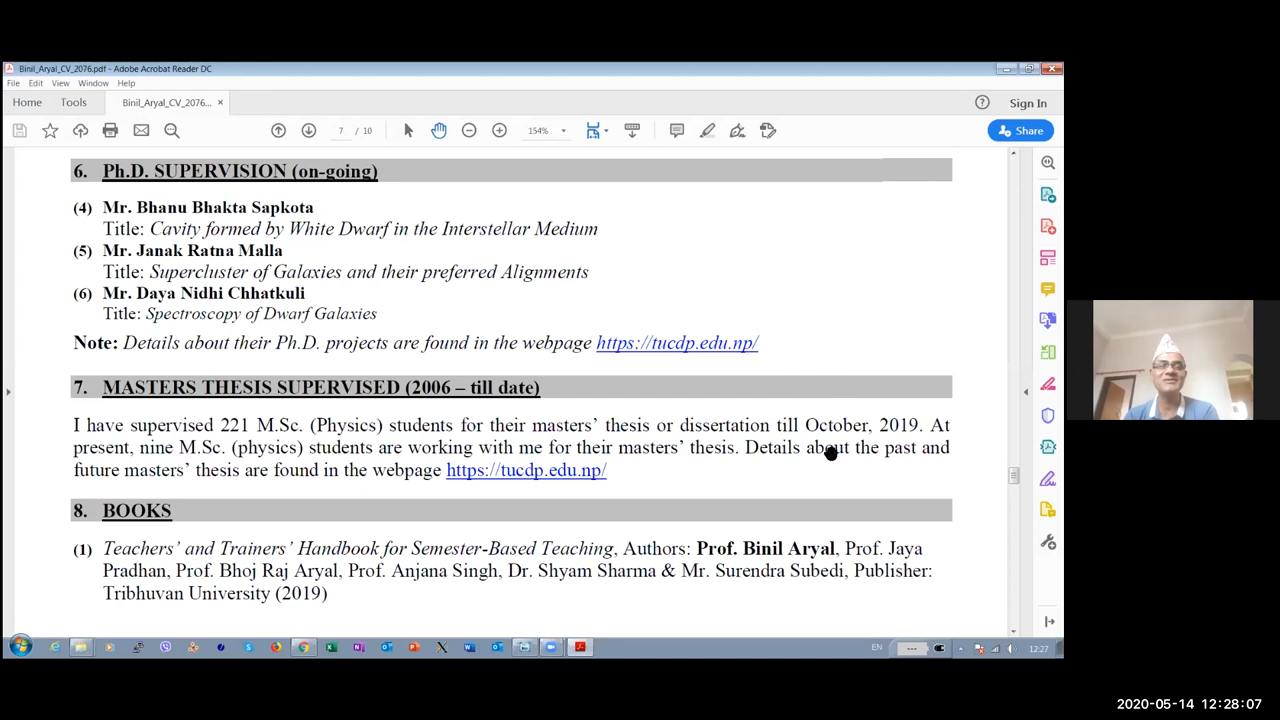 Binil_Aryal_CV_2076.pdf - Adobe Acrobat Reader DC
File Edit View Window Help
Home Tools Binil_Aryal_CV_2076... × Sign In
7 / 10 154% Share
6. Ph.D. SUPERVISION (on-going)
(4) Mr. Bhanu Bhakta Sapkota
Title: Cavity formed by White Dwarf in the Interstellar Medium
(5) Mr. Janak Ratna Malla
Title: Supercluster of Galaxies and their preferred Alignments
(6) Mr. Daya Nidhi Chhatkuli
Title: Spectroscopy of Dwarf Galaxies
Note: Details about their Ph.D. projects are found in the webpage https://tucdp.edu.np/
7. MASTERS THESIS SUPERVISED (2006 – till date)
I have supervised 221 M.Sc. (Physics) students for their masters’ thesis or dissertation till October, 2019. At
present, nine M.Sc. (physics) students are working with me for their masters’ thesis. Details about the past and
future masters’ thesis are found in the webpage https://tucdp.edu.np/
8. BOOKS
(1) Teachers’ and Trainers’ Handbook for Semester-Based Teaching, Authors: Prof. Binil Aryal, Prof. Jaya
Pradhan, Prof. Bhoj Raj Aryal, Prof. Anjana Singh, Dr. Shyam Sharma & Mr. Surendra Subedi, Publisher:
Tribhuvan University (2019)
EN --- 12:27
2020-05-14 12:28:07